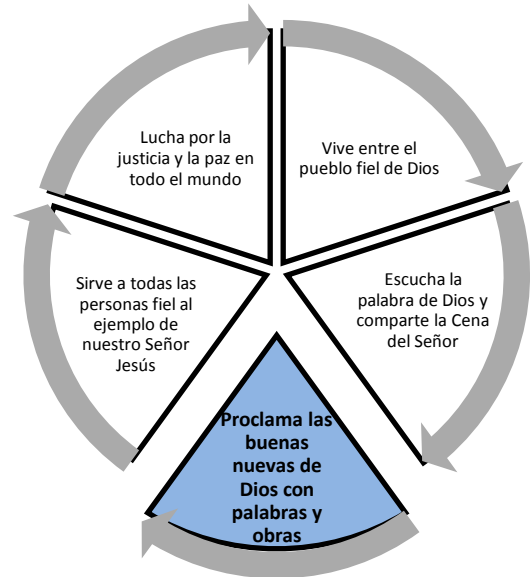 Vive entre el
pueblo fiel de Dios
Escucha la
palabra de Dios y
comparte la Cena
del Señor
Proclama las
buenas
nuevas de
Dios con
palabras y
obras
Sirve a todas las
personas fiel al
ejemplo de
nuestro Señor
Jesús
Lucha por la
justicia y la paz en
todo el mundo